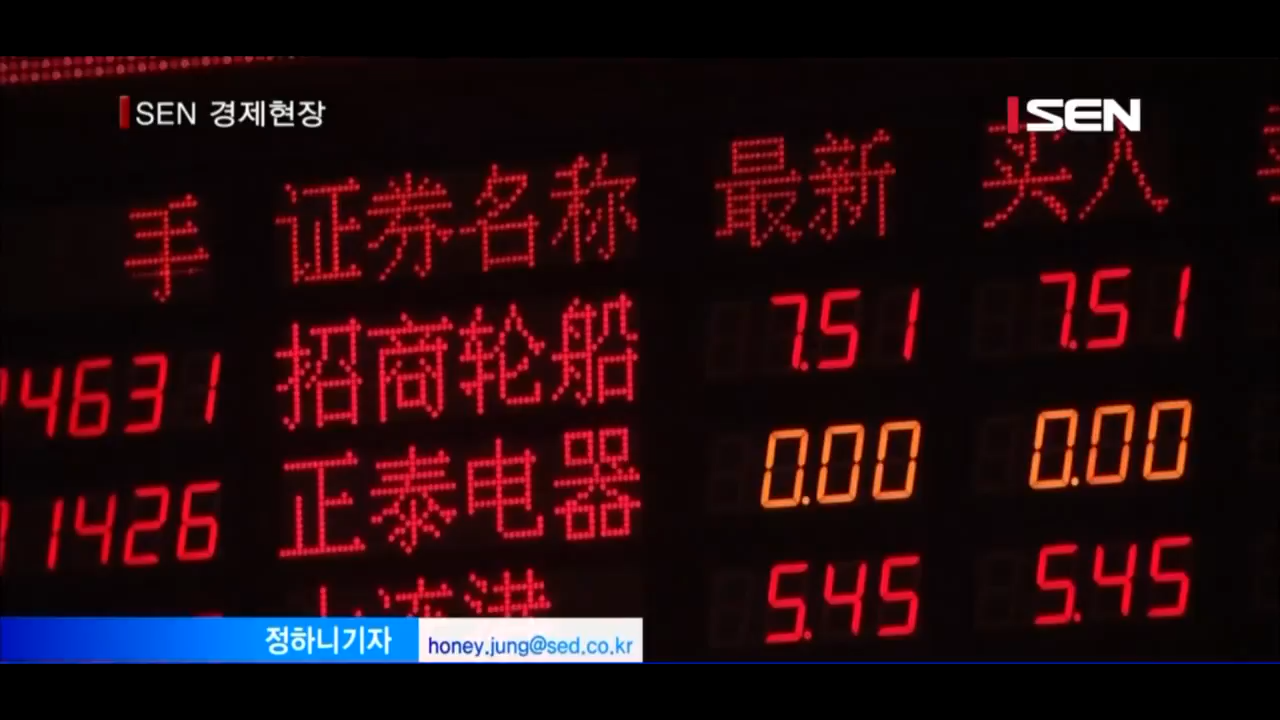 SEN 경제현장
SEN
手 证券名称 最新 买入
4631 招商轮船 7.51 7.51
1426 正泰电器 0.00 0.00
5.45 5.45
정하니기자 honey.jung@sed.co.kr